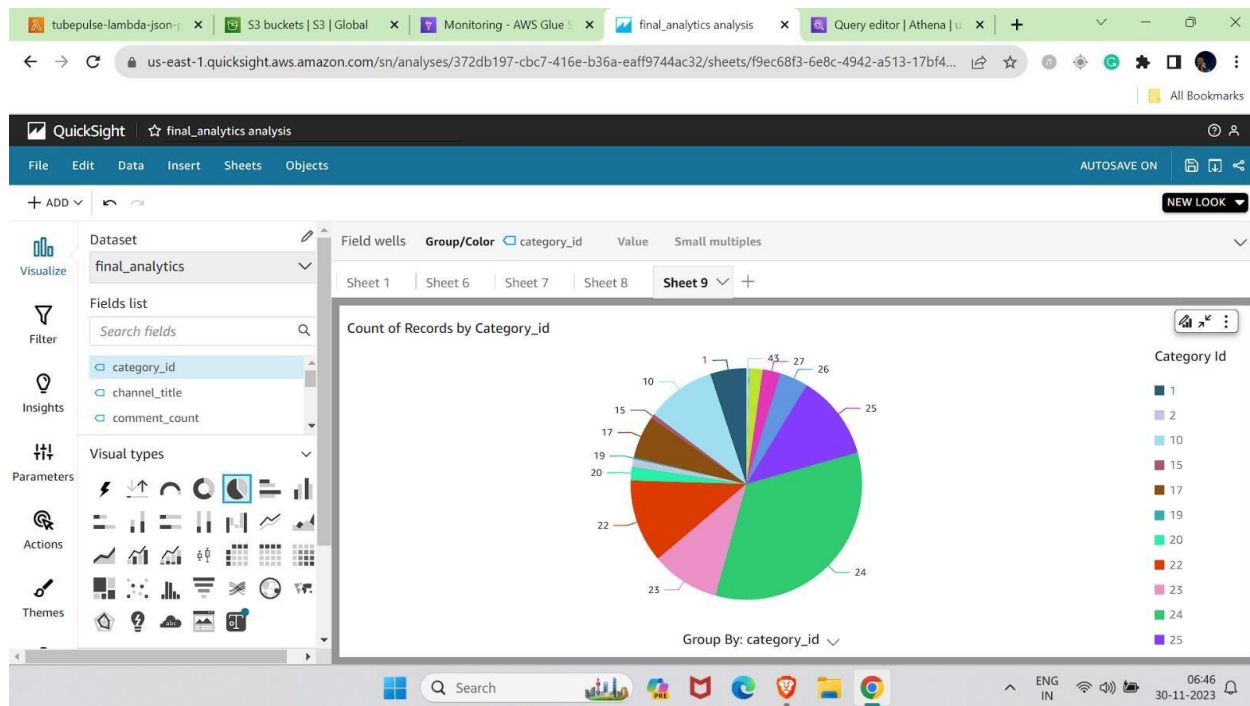 tubepulse-lambda-json-
S3 buckets | S3 | Global
Monitoring - AWS Glue S
final_analytics analysis
Query editor | Athena | u
us-east-1.quicksight.aws.amazon.com/sn/analyses/372db197-cbc7-416e-b36a-eaff9744ac32/sheets/f9ec68f3-6e8c-4942-a513-17bf4...
All Bookmarks
QuickSight final_analytics analysis
File Edit Data Insert Sheets Objects AUTOSAVE ON
+ ADD NEW LOOK
Visualize
Filter
Insights
Parameters
Actions
Themes
Dataset
final_analytics
Fields list
Search fields
category_id
channel_title
comment_count
Visual types
Field wells Group/Color category_id Value Small multiples
Sheet 1 Sheet 6 Sheet 7 Sheet 8 Sheet 9 +
Count of Records by Category_id
1
43
27
26
10
25
15
17
19
20
22
24
23
Group By: category_id
Category Id
1
2
10
15
17
19
20
22
23
24
25
Search
PRE
ENG
IN
06:46
30-11-2023